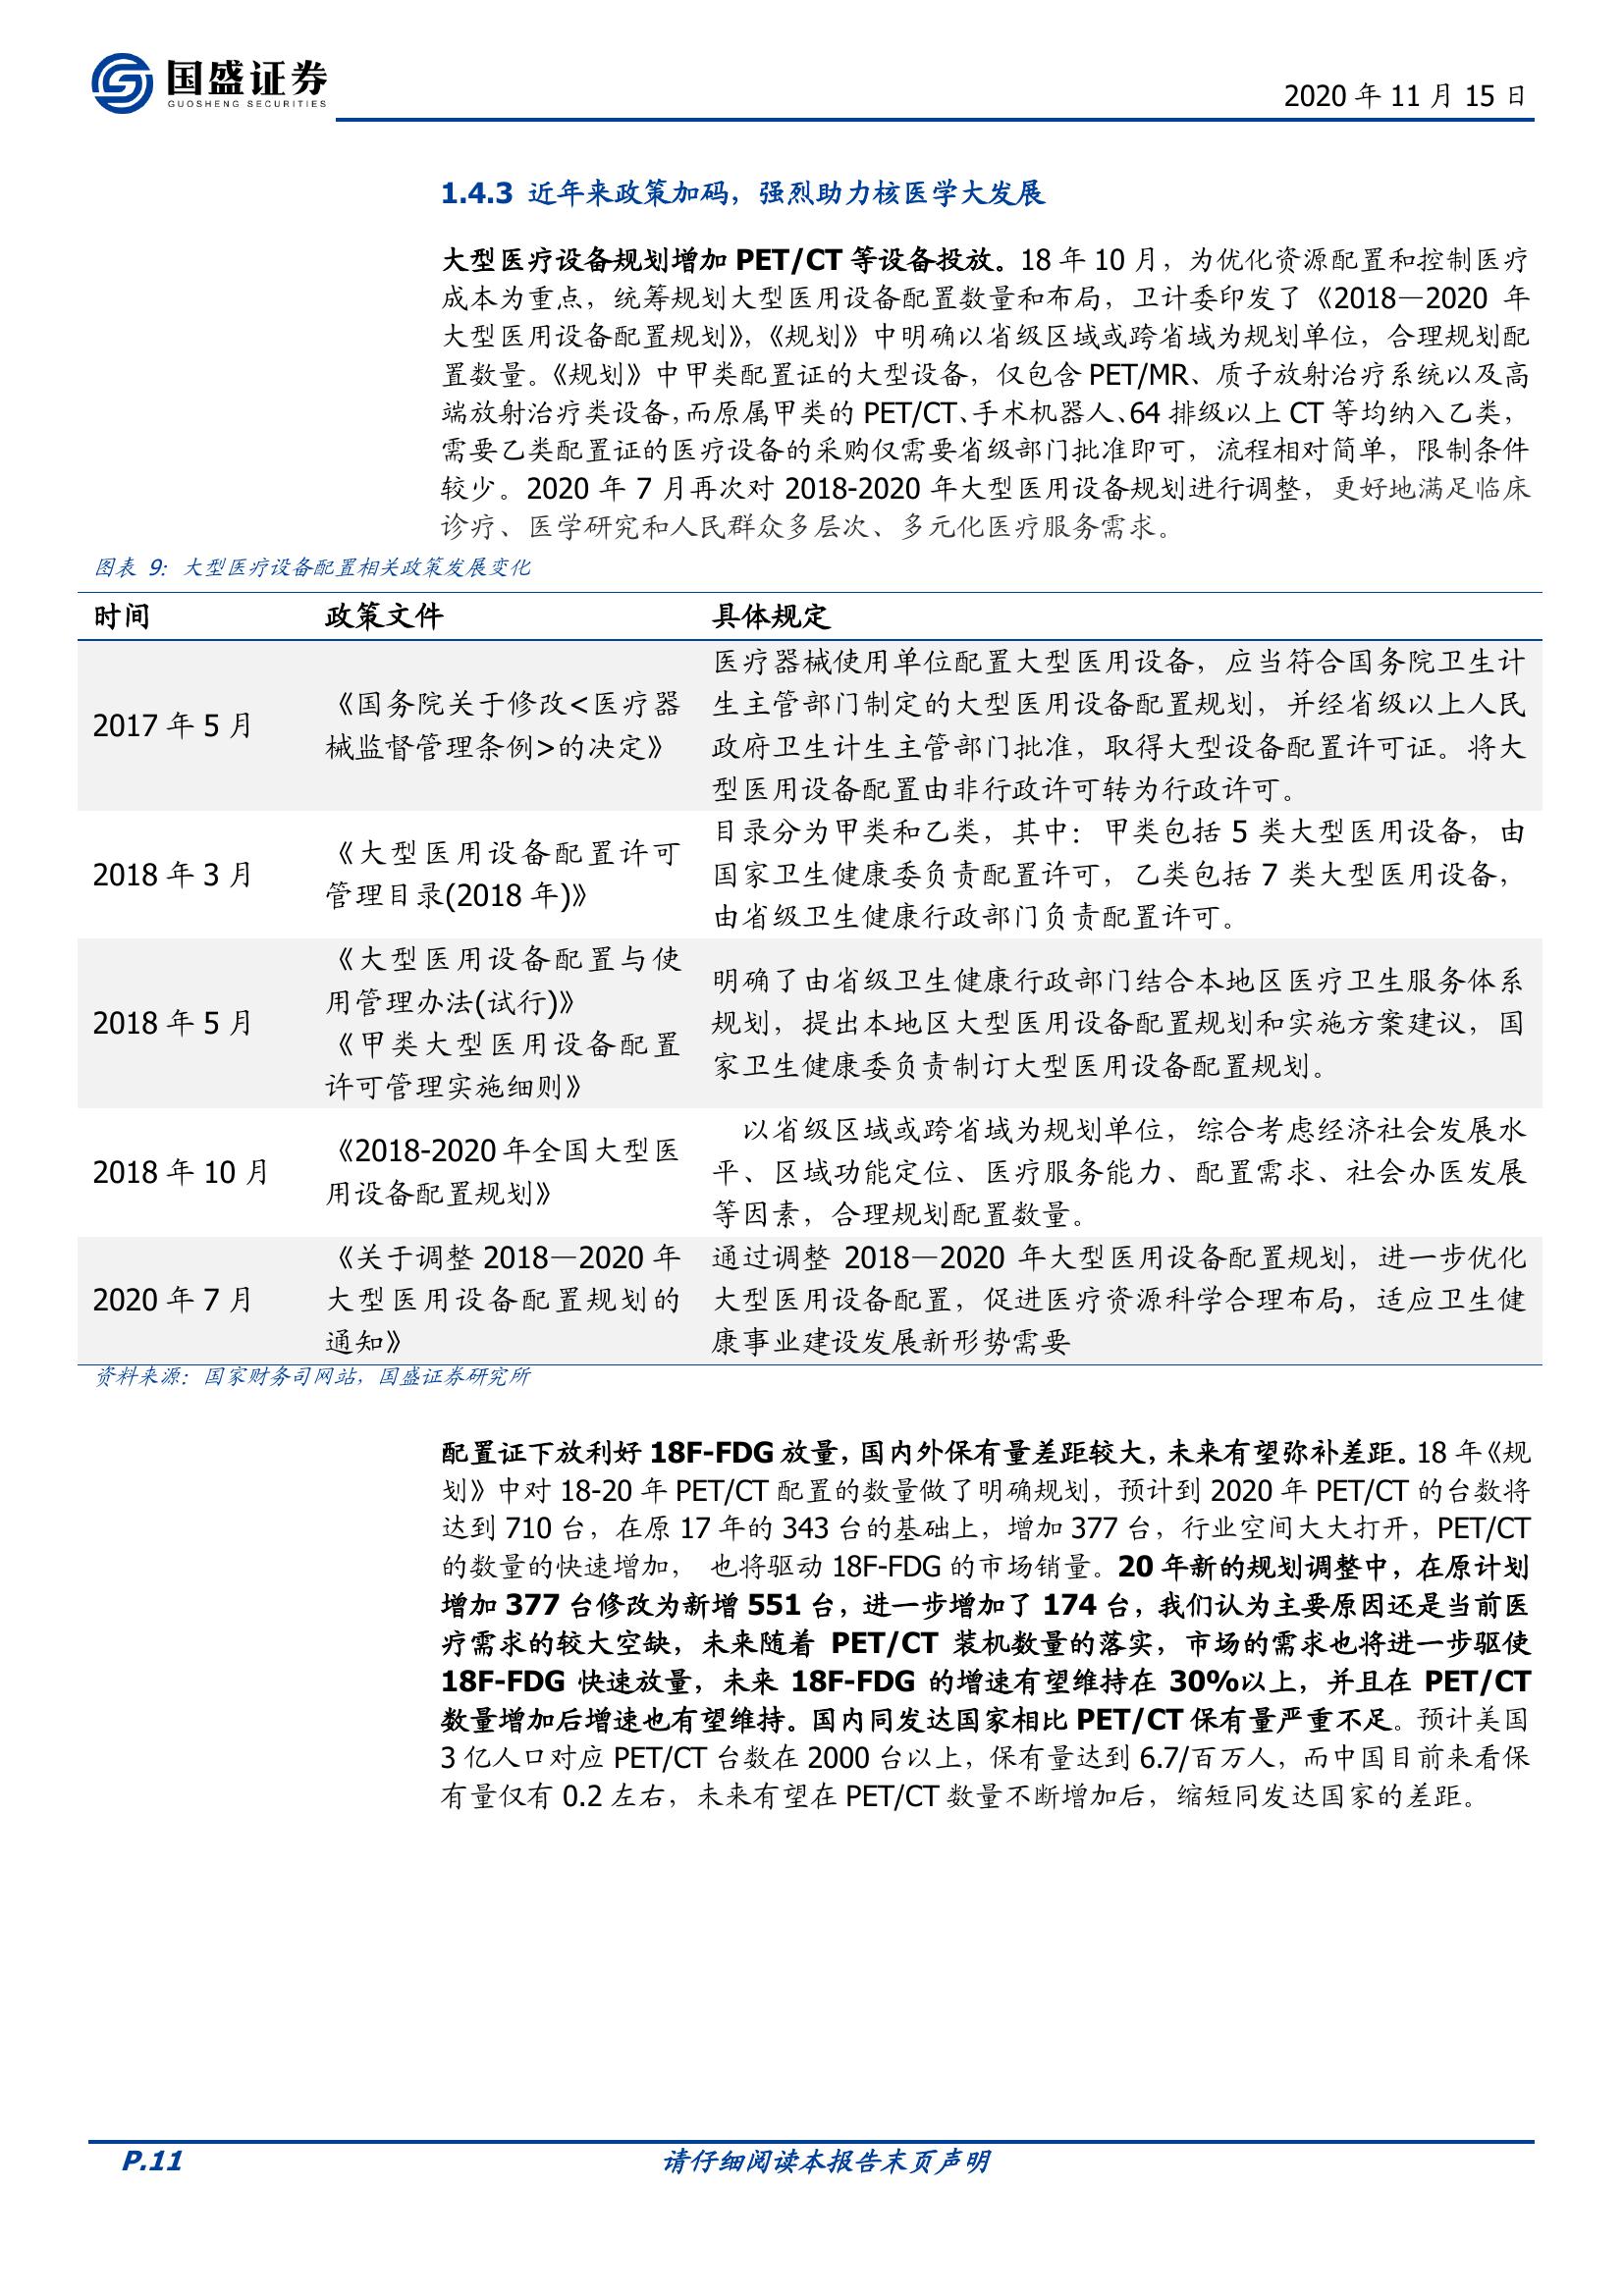 国盛证券
GUOSHENG SECURITIES
2020 年 11 月 15 日
1.4.3 近年来政策加码，强烈助力核医学大发展
大型医疗设备规划增加 PET/CT 等设备投放。18 年 10 月，为优化资源配置和控制医疗
成本为重点，统筹规划大型医用设备配置数量和布局，卫计委印发了《2018—2020 年
大型医用设备配置规划》，《规划》中明确以省级区域或跨省域为规划单位，合理规划配
置数量。《规划》中甲类配置证的大型设备，仅包含 PET/MR、质子放射治疗系统以及高
端放射治疗类设备，而原属甲类的 PET/CT、手术机器人、64 排级以上 CT 等均纳入乙类，
需要乙类配置证的医疗设备的采购仅需要省级部门批准即可，流程相对简单，限制条件
较少。2020 年 7 月再次对 2018-2020 年大型医用设备规划进行调整，更好地满足临床
诊疗、医学研究和人民群众多层次、多元化医疗服务需求。
图表 9：大型医疗设备配置相关政策发展变化
时间 政策文件 具体规定
2017 年 5 月
《国务院关于修改<医疗器
械监督管理条例>的决定》
医疗器械使用单位配置大型医用设备，应当符合国务院卫生计
生主管部门制定的大型医用设备配置规划，并经省级以上人民
政府卫生计生主管部门批准，取得大型设备配置许可证。将大
型医用设备配置由非行政许可转为行政许可。
2018 年 3 月
《大型医用设备配置许可
管理目录(2018 年)》
目录分为甲类和乙类，其中：甲类包括 5 类大型医用设备，由
国家卫生健康委负责配置许可，乙类包括 7 类大型医用设备，
由省级卫生健康行政部门负责配置许可。
2018 年 5 月
《大型医用设备配置与使
用管理办法(试行)》
《甲类大型医用设备配置
许可管理实施细则》
明确了由省级卫生健康行政部门结合本地区医疗卫生服务体系
规划，提出本地区大型医用设备配置规划和实施方案建议，国
家卫生健康委负责制订大型医用设备配置规划。
2018 年 10 月
《2018-2020 年全国大型医
用设备配置规划》
以省级区域或跨省域为规划单位，综合考虑经济社会发展水
平、区域功能定位、医疗服务能力、配置需求、社会办医发展
等因素，合理规划配置数量。
2020 年 7 月
《关于调整 2018—2020 年
大型医用设备配置规划的
通知》
通过调整 2018—2020 年大型医用设备配置规划，进一步优化
大型医用设备配置，促进医疗资源科学合理布局，适应卫生健
康事业建设发展新形势需要
资料来源：国家财务司网站，国盛证券研究所
配置证下放利好 18F-FDG 放量，国内外保有量差距较大，未来有望弥补差距。18 年《规
划》中对 18-20 年 PET/CT 配置的数量做了明确规划，预计到 2020 年 PET/CT 的台数将
达到 710 台，在原 17 年的 343 台的基础上，增加 377 台，行业空间大大打开，PET/CT
的数量的快速增加， 也将驱动 18F-FDG 的市场销量。20 年新的规划调整中，在原计划
增加 377 台修改为新增 551 台，进一步增加了 174 台，我们认为主要原因还是当前医
疗需求的较大空缺，未来随着 PET/CT 装机数量的落实，市场的需求也将进一步驱使
18F-FDG 快速放量，未来 18F-FDG 的增速有望维持在 30%以上，并且在 PET/CT
数量增加后增速也有望维持。国内同发达国家相比 PET/CT 保有量严重不足。预计美国
3 亿人口对应 PET/CT 台数在 2000 台以上，保有量达到 6.7/百万人，而中国目前来看保
有量仅有 0.2 左右，未来有望在 PET/CT 数量不断增加后，缩短同发达国家的差距。
P.11 请仔细阅读本报告末页声明